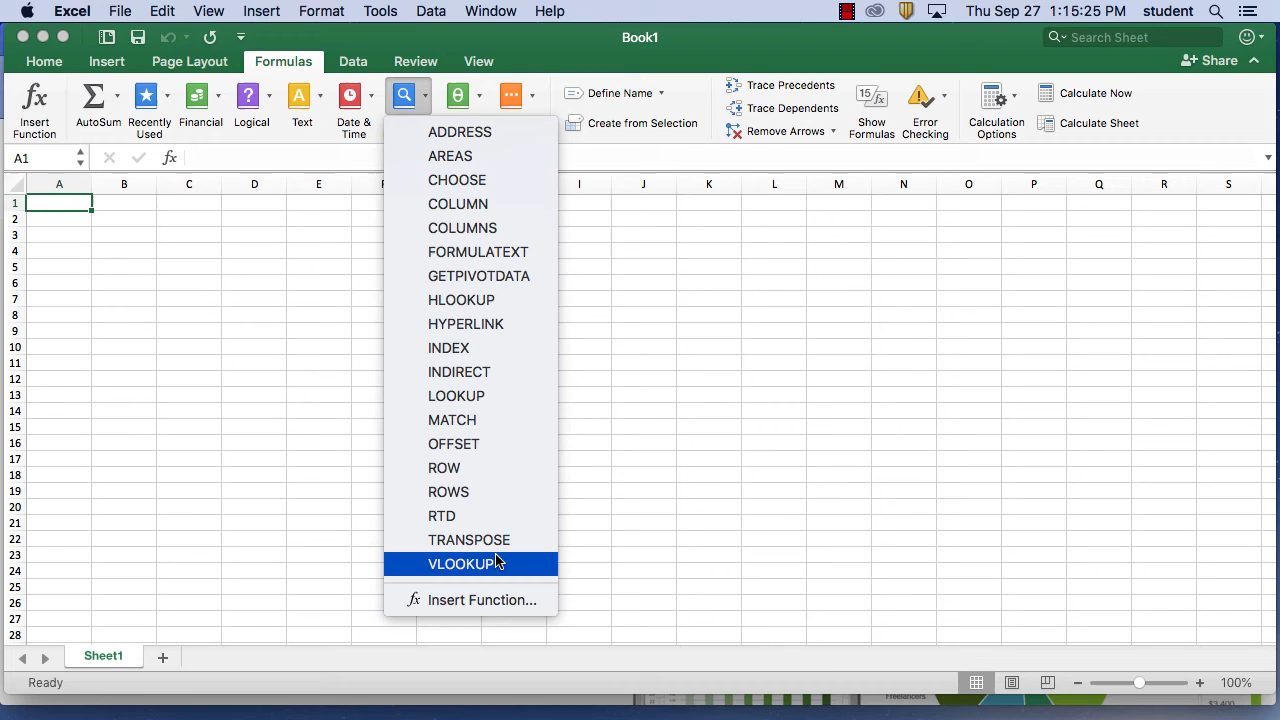 Excel File Edit View Insert Format Tools Data Window Help Thu Sep 27 1:15:25 PM student
Book1
Search Sheet
Home Insert Page Layout Formulas Data Review View Share
Insert Function
AutoSum
Recently Used
Financial
Logical
Text
Date & Time
Define Name
Create from Selection
Trace Precedents
Trace Dependents
Remove Arrows
15
fx
Show Formulas
Error Checking
Calculation Options
Calculate Now
Calculate Sheet
A1 fx
A B C D E F I J K L M N O P Q R S
1
2
3
4
5
6
7
8
9
10
11
12
13
14
15
16
17
18
19
20
21
22
23
24
25
26
27
28
ADDRESS
AREAS
CHOOSE
COLUMN
COLUMNS
FORMULATEXT
GETPIVOTDATA
HLOOKUP
HYPERLINK
INDEX
INDIRECT
LOOKUP
MATCH
OFFSET
ROW
ROWS
RTD
TRANSPOSE
VLOOKUP
fx Insert Function...
Sheet1
Ready
100%
Freelancers
$3,400